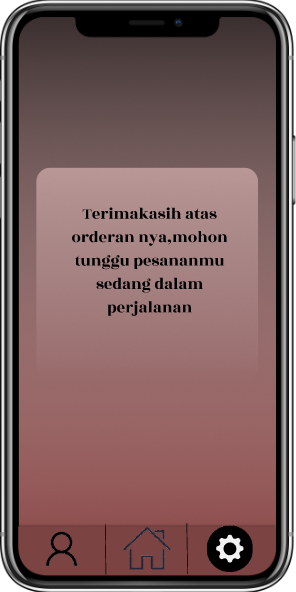 Terimakasih atas
orderan nya,mohon
tunggu pesananmu
sedang dalam
perjalanan